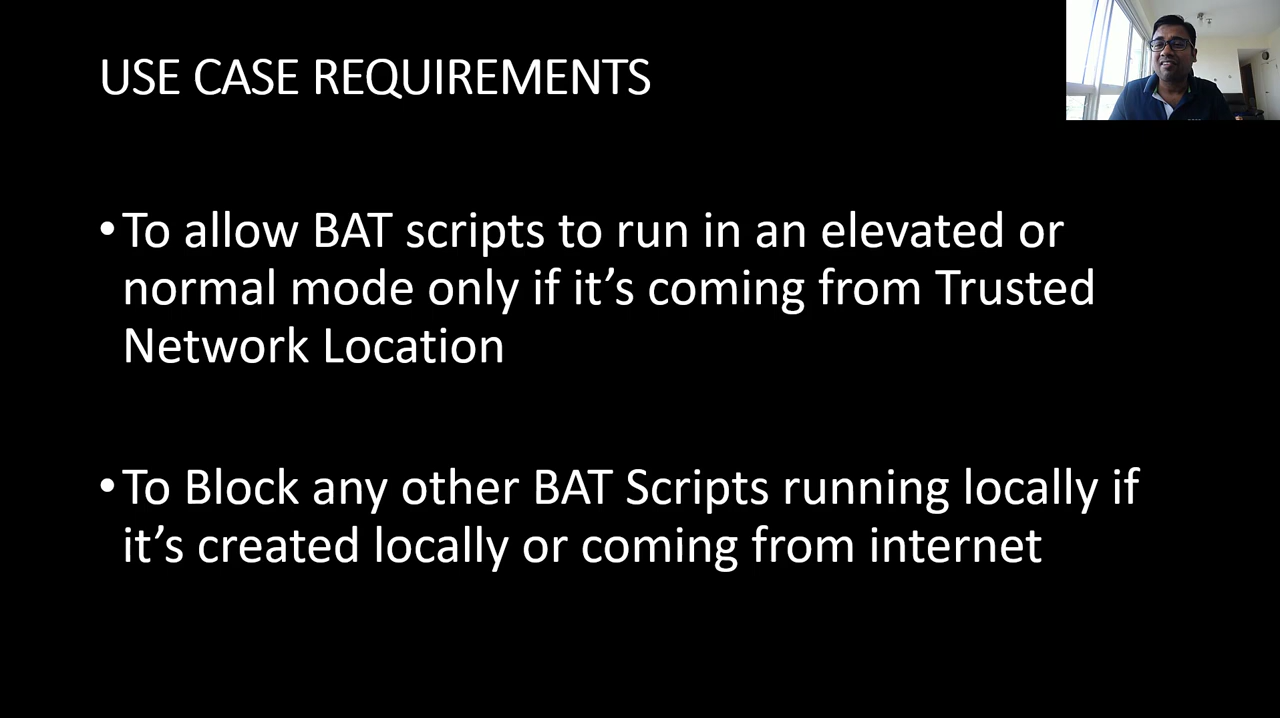 USE CASE REQUIREMENTS
•To allow BAT scripts to run in an elevated or
normal mode only if it’s coming from Trusted
Network Location
•To Block any other BAT Scripts running locally if
it’s created locally or coming from internet